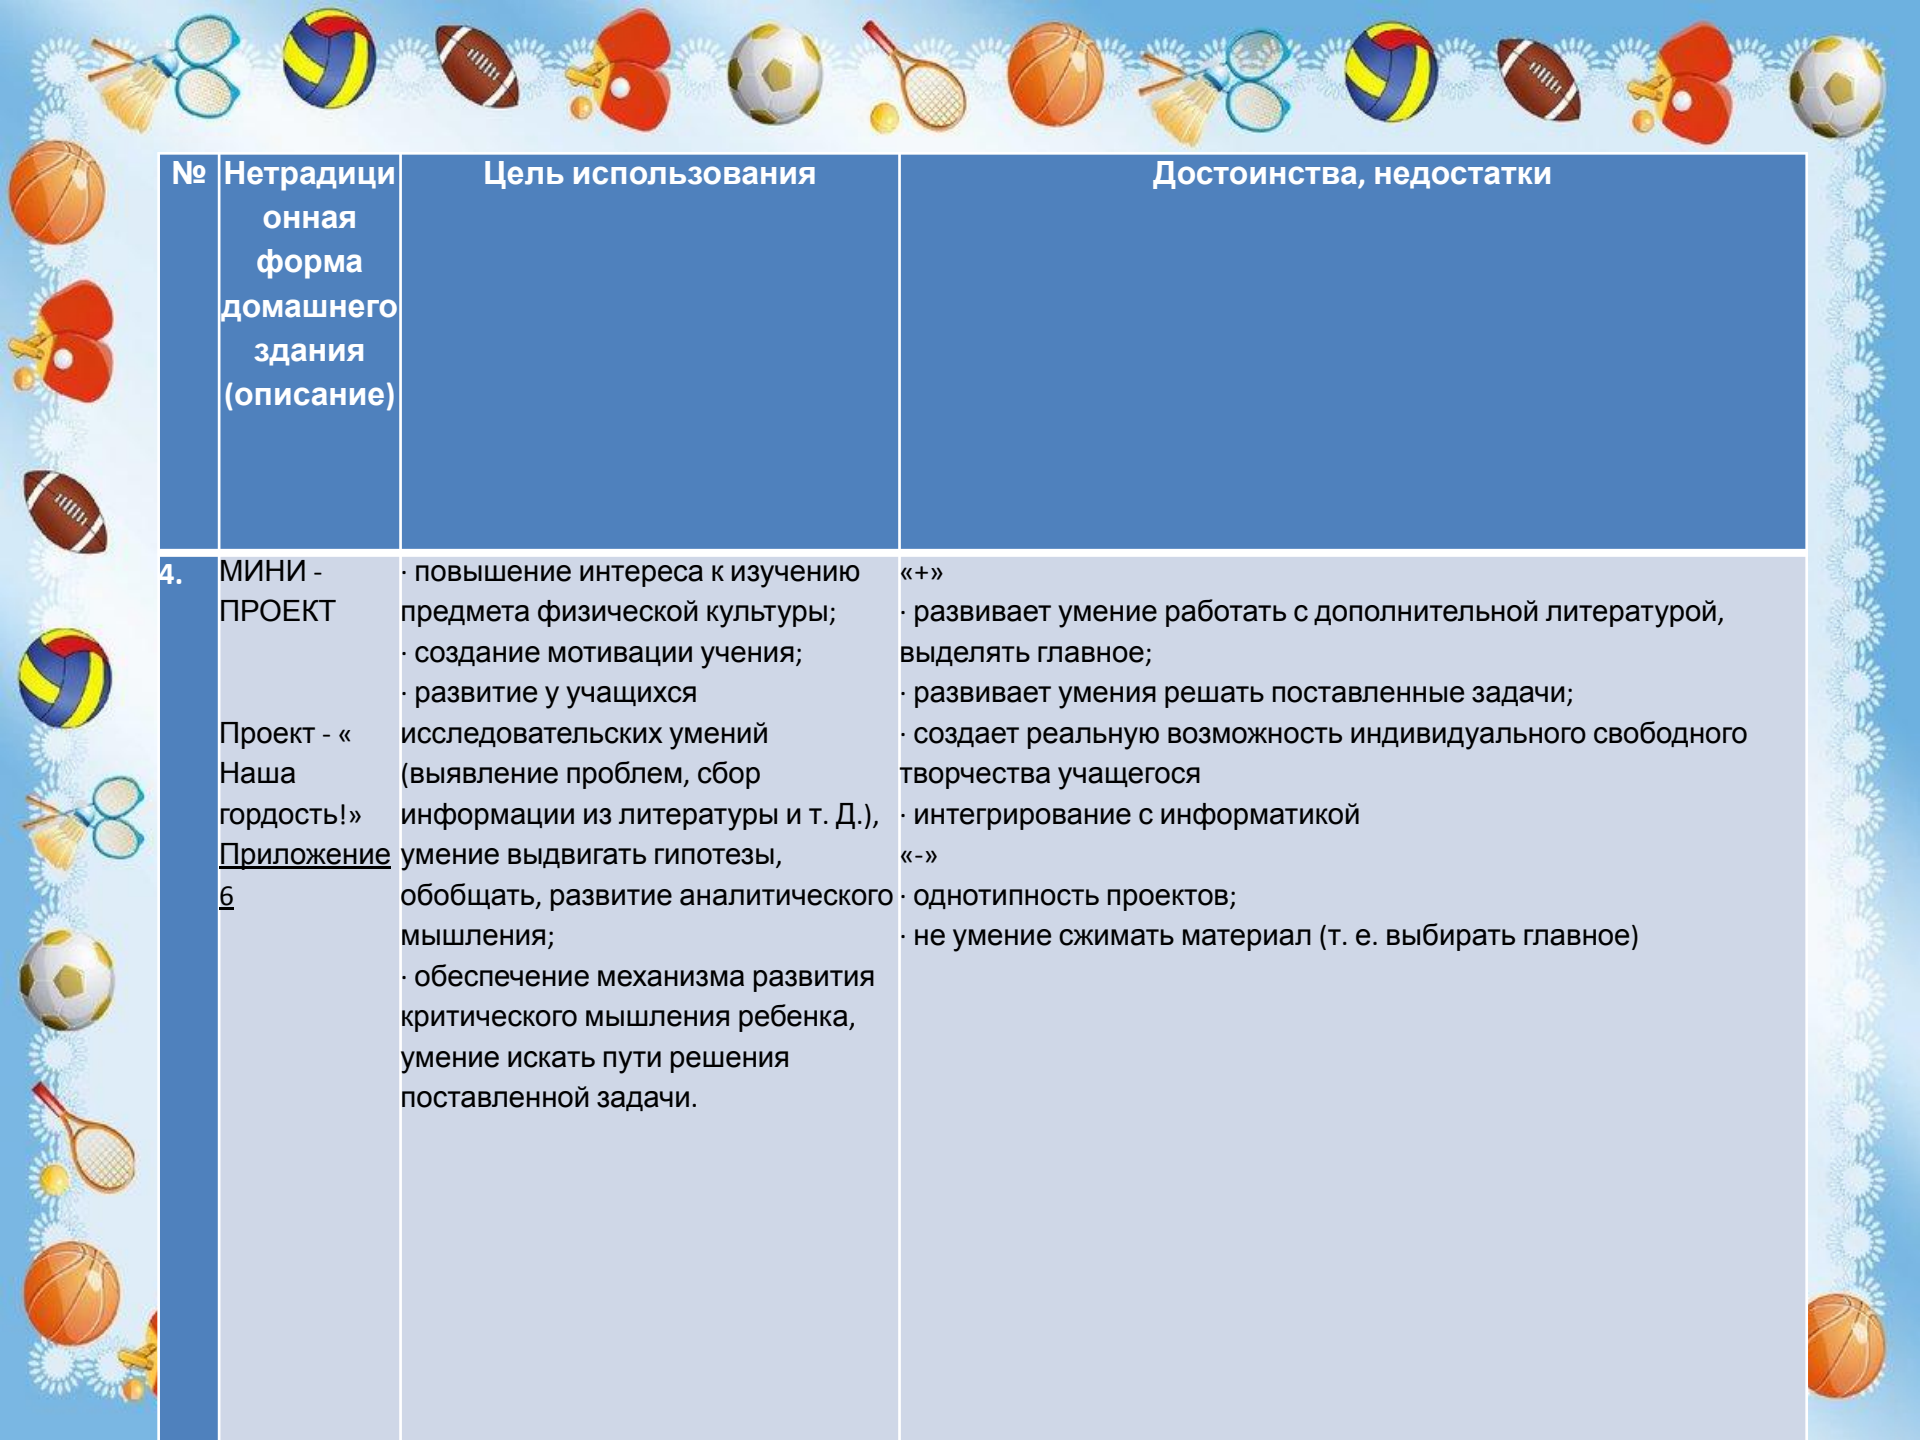 №
Нетрадици
онная
форма
домашнего
здания
(описание)
Цель использования
Достоинства, недостатки
4.
МИНИ -
ПРОЕКТ
Проект - «
Наша
гордость!»
Приложение
6
· повышение интереса к изучению
предмета физической культуры;
· создание мотивации учения;
· развитие у учащихся
исследовательских умений
(выявление проблем, сбор
информации из литературы и т. Д.),
умение выдвигать гипотезы,
обобщать, развитие аналитического
мышления;
· обеспечение механизма развития
критического мышления ребенка,
умение искать пути решения
поставленной задачи.
«+»
· развивает умение работать с дополнительной литературой,
выделять главное;
· развивает умения решать поставленные задачи;
· создает реальную возможность индивидуального свободного
творчества учащегося
· интегрирование с информатикой
«-»
· однотипность проектов;
· не умение сжимать материал (т. е. выбирать главное)